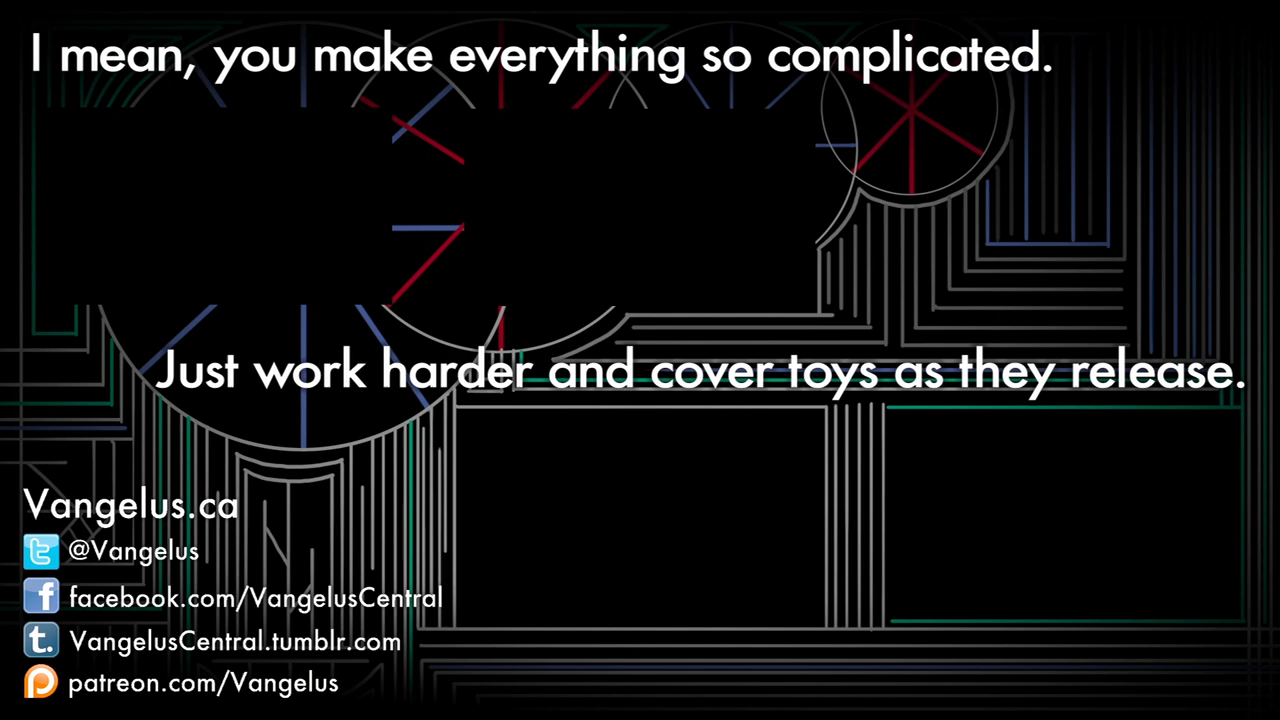 I mean, you make everything so complicated.
Just work harder and cover toys as they release.
Vangelus.ca
@Vangelus
facebook.com/VangelusCentral
VangelusCentral.tumblr.com
patreon.com/Vangelus